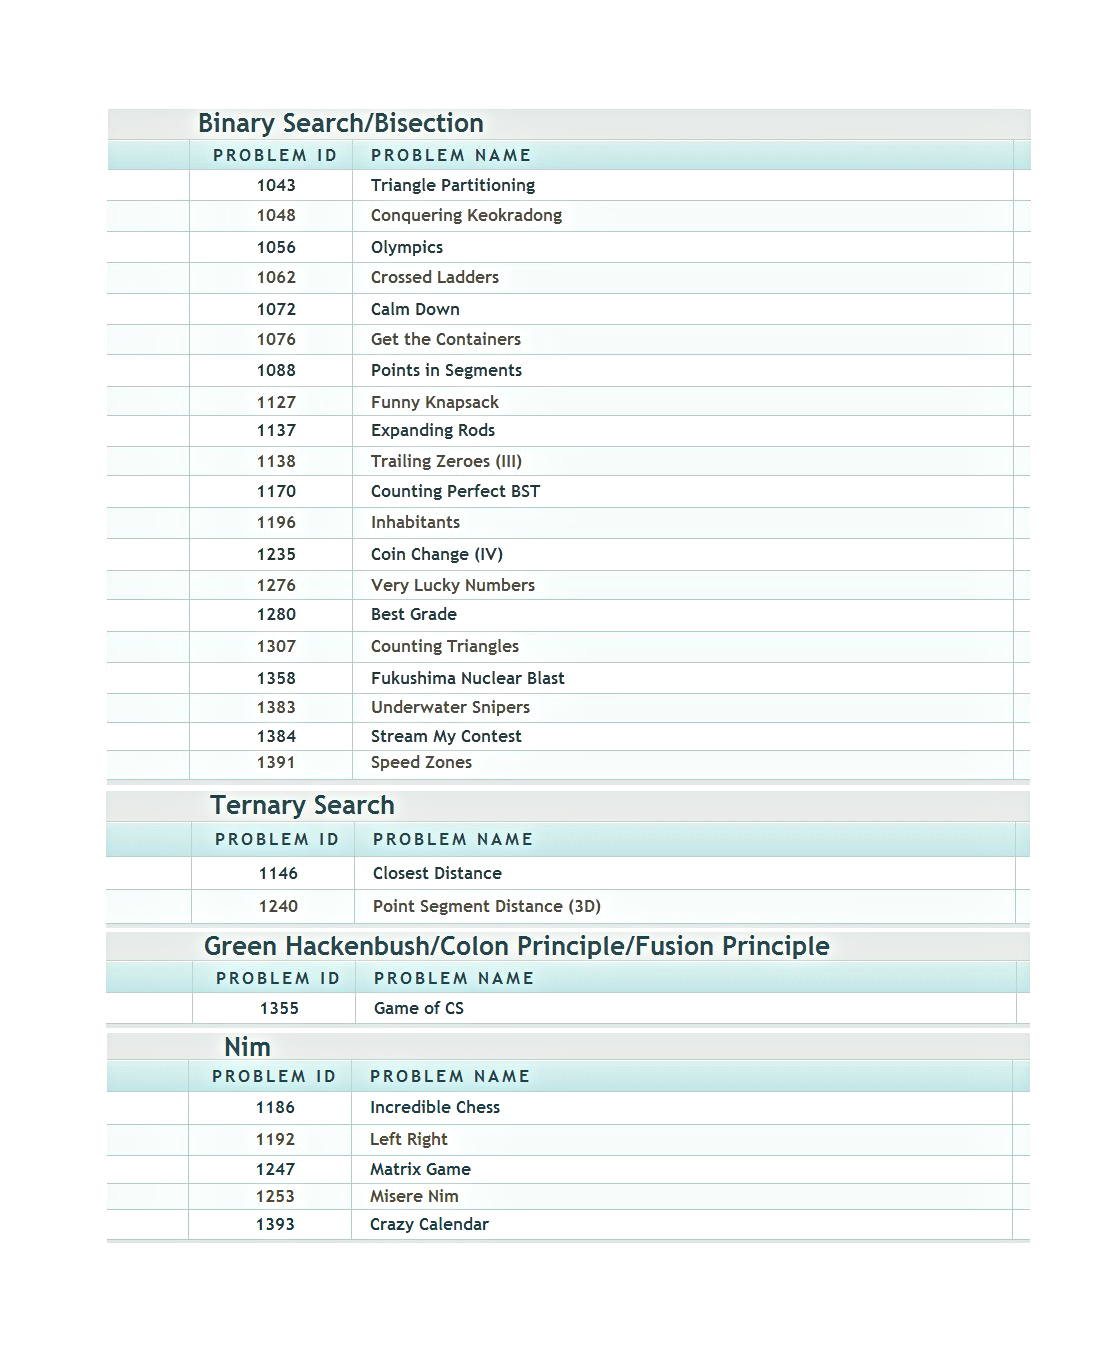 Binary Search/Bisection
PROBLEM ID PROBLEM NAME
1043 Triangle Partitioning
1048 Conquering Keokradong
1056 Olympics
1062 Crossed Ladders
1072 Calm Down
1076 Get the Containers
1088 Points in Segments
1127 Funny Knapsack
1137 Expanding Rods
1138 Trailing Zeroes (III)
1170 Counting Perfect BST
1196 Inhabitants
1235 Coin Change (IV)
1276 Very Lucky Numbers
1280 Best Grade
1307 Counting Triangles
1358 Fukushima Nuclear Blast
1383 Underwater Snipers
1384 Stream My Contest
1391 Speed Zones
Ternary Search
PROBLEM ID PROBLEM NAME
1146 Closest Distance
1240 Point Segment Distance (3D)
Green Hackenbush/Colon Principle/Fusion Principle
PROBLEM ID PROBLEM NAME
1355 Game of CS
Nim
PROBLEM ID PROBLEM NAME
1186 Incredible Chess
1192 Left Right
1247 Matrix Game
1253 Misere Nim
1393 Crazy Calendar